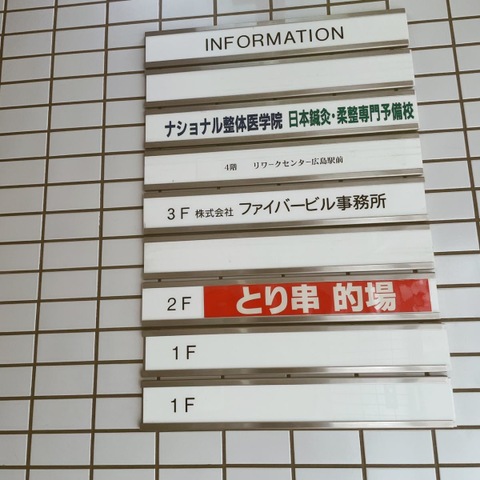 INFORMATION
ナショナル整体医学院 日本鍼灸・柔整専門予備校
4階 リワークセンター広島駅前
3F 株式会社 ファイバービル事務所
2F とり串 的場
1F
1F